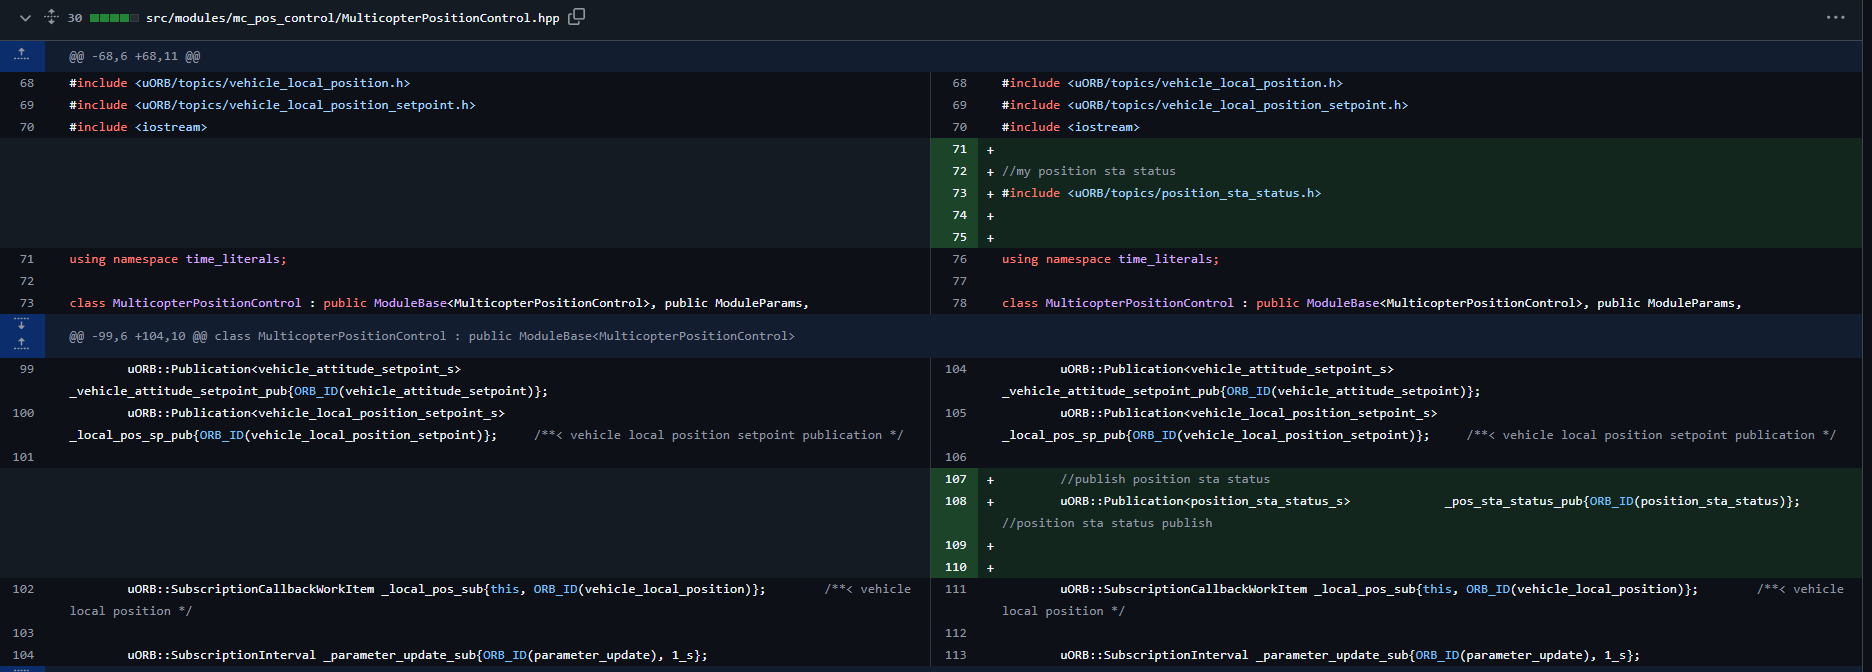 30 src/modules/mc_pos_control/MulticopterPositionControl.hpp
@@ -68,6 +68,11 @@
68 #include <uORB/topics/vehicle_local_position.h>
69 #include <uORB/topics/vehicle_local_position_setpoint.h>
70 #include <iostream>
71 using namespace time_literals;
72
73 class MulticopterPositionControl : public ModuleBase<MulticopterPositionControl>, public ModuleParams,
68 #include <uORB/topics/vehicle_local_position.h>
69 #include <uORB/topics/vehicle_local_position_setpoint.h>
70 #include <iostream>
71 +
72 + //my position sta status
73 + #include <uORB/topics/position_sta_status.h>
74 +
75 +
76 using namespace time_literals;
77
78 class MulticopterPositionControl : public ModuleBase<MulticopterPositionControl>, public ModuleParams,
@@ -99,6 +104,10 @@ class MulticopterPositionControl : public ModuleBase<MulticopterPositionControl>
99 uORB::Publication<vehicle_attitude_setpoint_s>
_vehicle_attitude_setpoint_pub{ORB_ID(vehicle_attitude_setpoint)};
100 uORB::Publication<vehicle_local_position_setpoint_s>
_local_pos_sp_pub{ORB_ID(vehicle_local_position_setpoint)}; /**< vehicle local position setpoint publication */
101
102 uORB::SubscriptionCallbackWorkItem _local_pos_sub{this, ORB_ID(vehicle_local_position)}; /**< vehicle
local position */
103
104 uORB::SubscriptionInterval _parameter_update_sub{ORB_ID(parameter_update), 1_s};
104 uORB::Publication<vehicle_attitude_setpoint_s>
_vehicle_attitude_setpoint_pub{ORB_ID(vehicle_attitude_setpoint)};
105 uORB::Publication<vehicle_local_position_setpoint_s>
_local_pos_sp_pub{ORB_ID(vehicle_local_position_setpoint)}; /**< vehicle local position setpoint publication */
106
107 + //publish position sta status
108 + uORB::Publication<position_sta_status_s> _pos_sta_status_pub{ORB_ID(position_sta_status)};
//position sta status publish
109 +
110 +
111 uORB::SubscriptionCallbackWorkItem _local_pos_sub{this, ORB_ID(vehicle_local_position)}; /**< vehicle
local position */
112
113 uORB::SubscriptionInterval _parameter_update_sub{ORB_ID(parameter_update), 1_s};